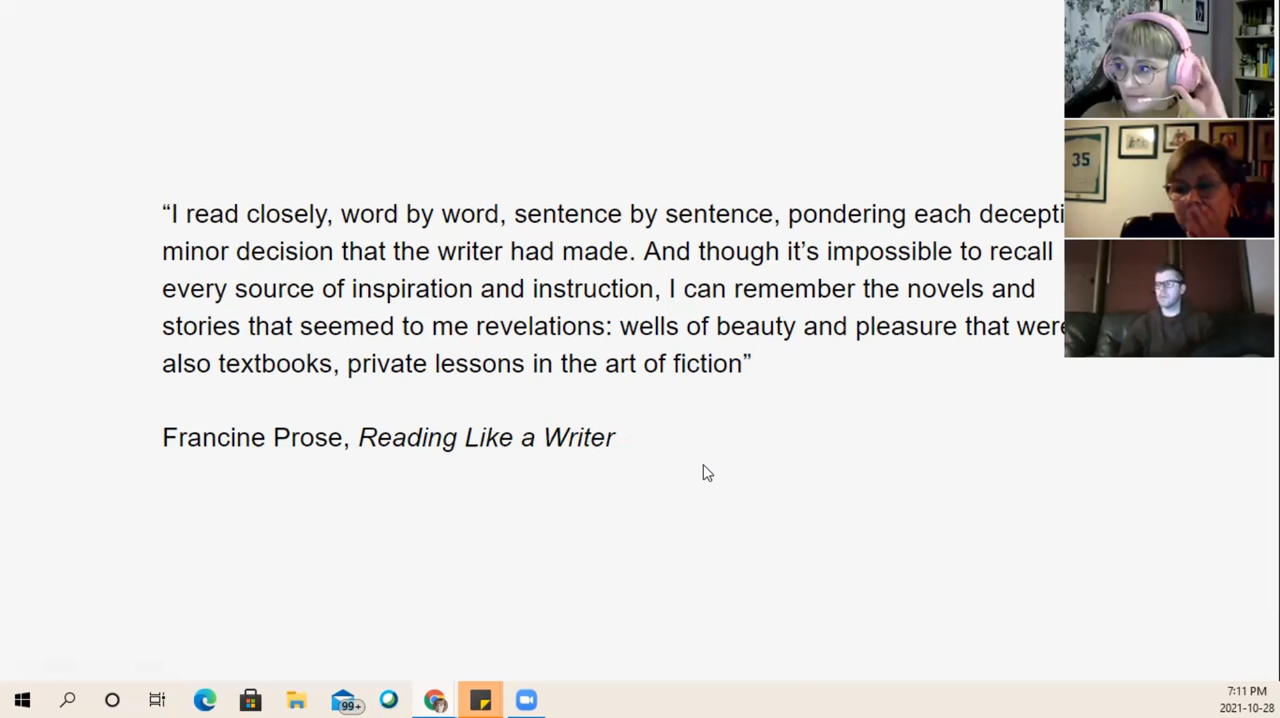 “I read closely, word by word, sentence by sentence, pondering each decepti
minor decision that the writer had made. And though it’s impossible to recall
every source of inspiration and instruction, I can remember the novels and
stories that seemed to me revelations: wells of beauty and pleasure that were
also textbooks, private lessons in the art of fiction”
Francine Prose, Reading Like a Writer
35
99+
7:11 PM
2021-10-28